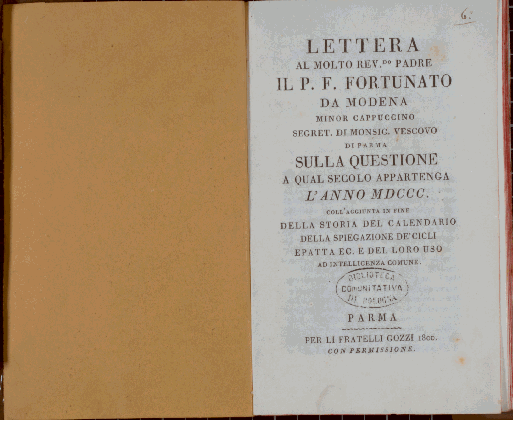 6.
LETTERA
AL MOLTO REV.DO PADRE
IL P. F. FORTUNATO
DA MODENA
MINOR CAPPUCCINO
SEGRET. DI MONSIG. VESCOVO
DI PARMA
SULLA QUESTIONE
A QUAL SECOLO APPARTENGA
L'ANNO MDCCC.
COLL'AGGIUNTA IN FINE
DELLA STORIA DEL CALENDARIO
DELLA SPIEGAZIONE DE' CICLI
EPATTA EC. E DEL LORO USO
AD INTELLIGENZA COMUNE.
BIBLIOTECA
COMUNITATIVA
DI BOLOGNA
PARMA
PER LI FRATELLI GOZZI 1800.
CON PERMISSIONE.